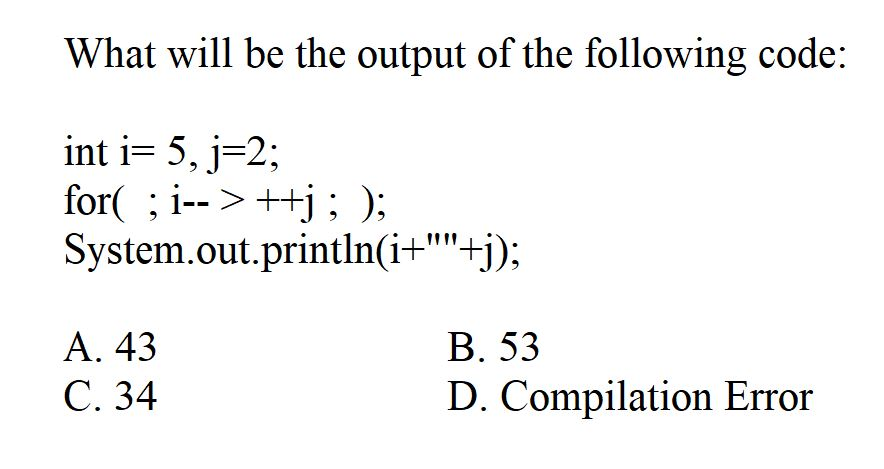 What will be the output of the following code:
int i= 5, j=2;
for(  ; i-- > ++j ;  );
System.out.println(i+""+j);
A. 43 B. 53
C. 34 D. Compilation Error